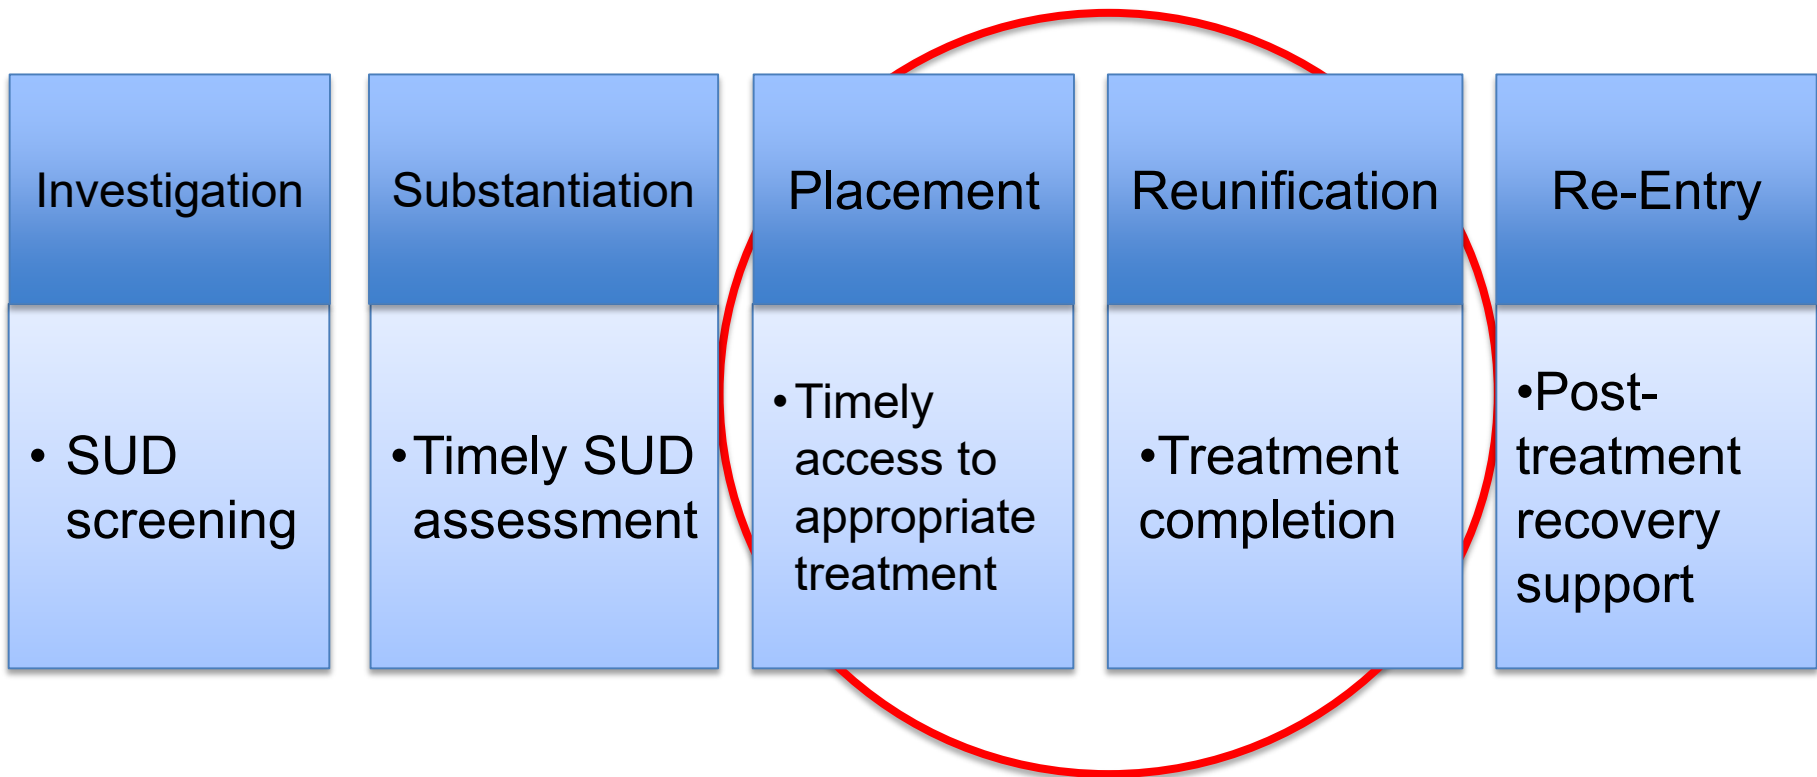 Investigation
• SUD
screening
Substantiation
•Timely SUD
assessment
Placement
•Timely
access to
appropriate
treatment
Reunification
•Treatment
completion
Re-Entry
•Post-
treatment
recovery
support